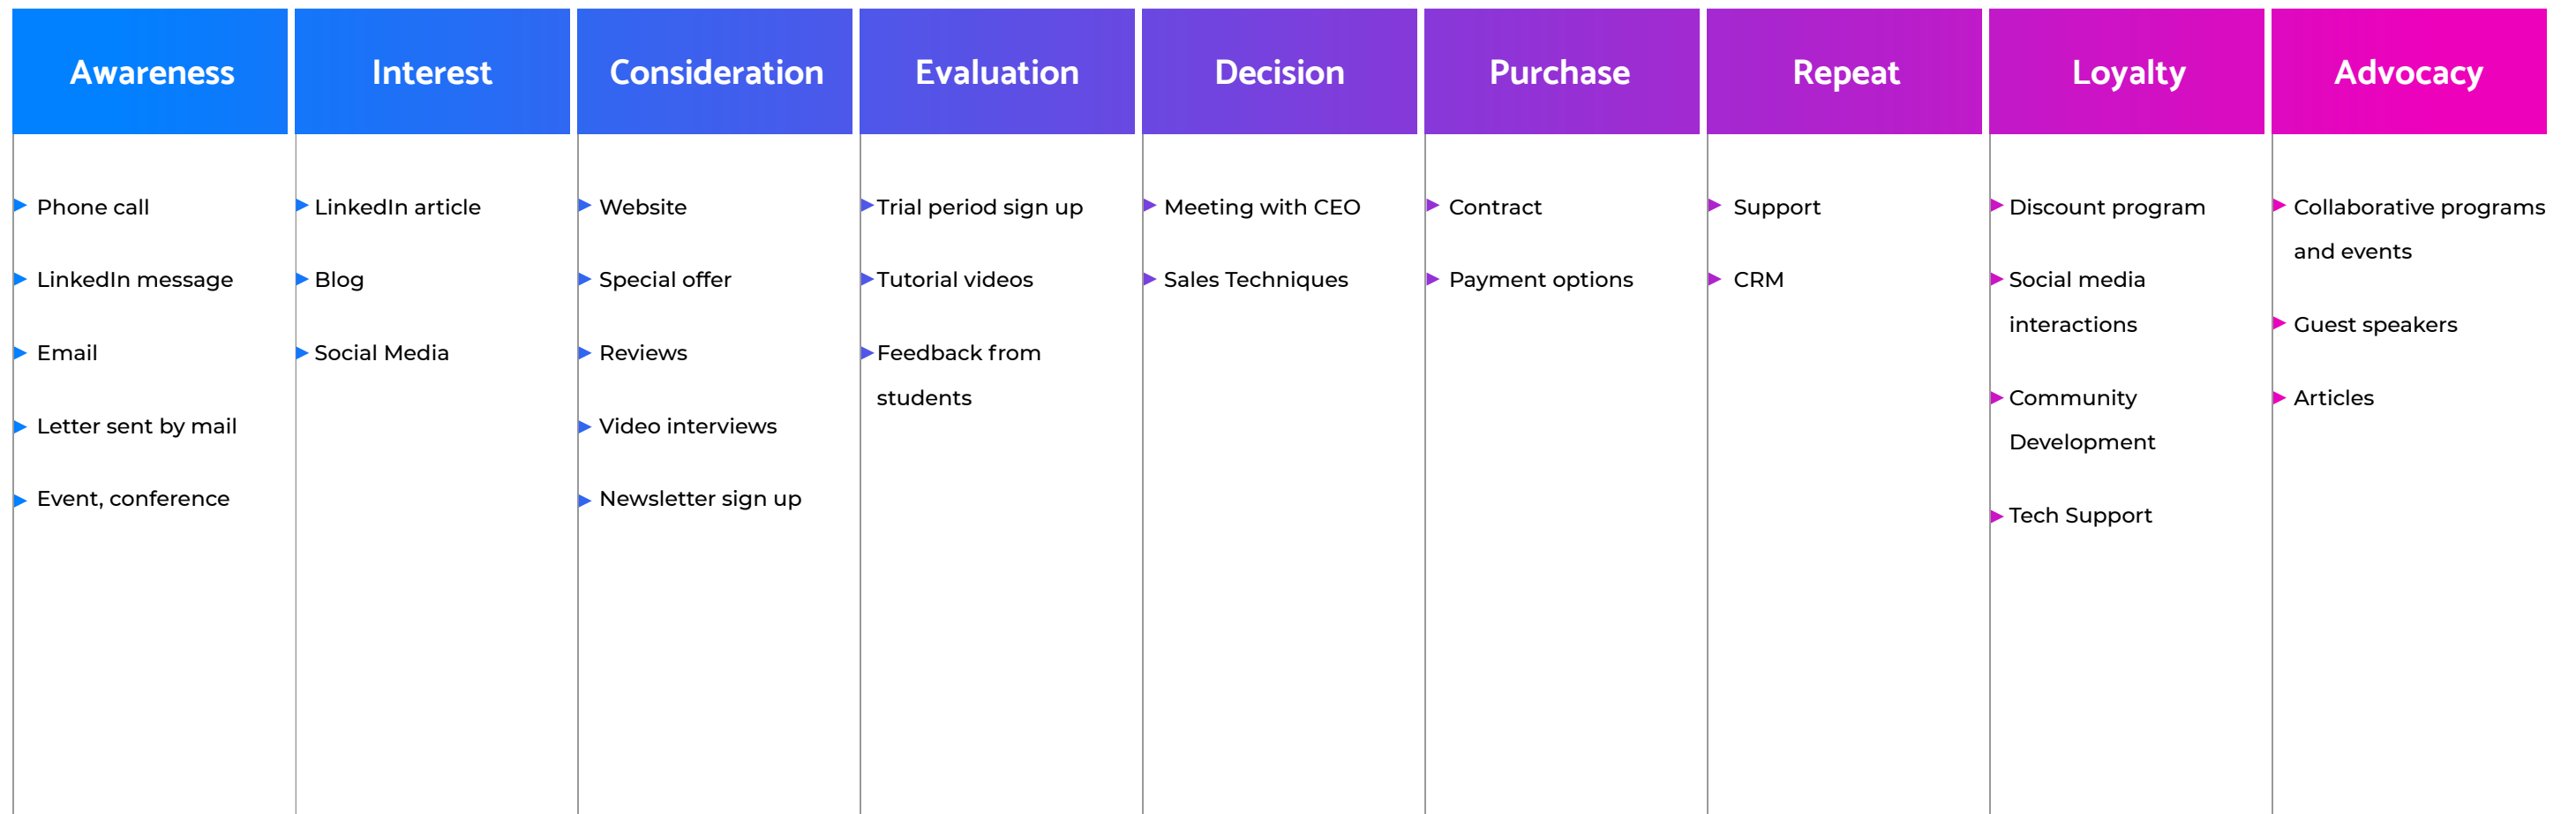 Awareness
Interest
Consideration
Evaluation
Decision
Purchase
Repeat
Loyalty
Advocacy
Phone call
LinkedIn message
Email
Letter sent by mail
Event, conference
LinkedIn article
Blog
Social Media
Website
Special offer
Reviews
Video interviews
Newsletter sign up
Trial period sign up
Tutorial videos
Feedback from
students
Meeting with CEO
Sales Techniques
Contract
Payment options
Support
CRM
Discount program
Social media
interactions
Community
Development
Tech Support
Collaborative programs
and events
Guest speakers
Articles